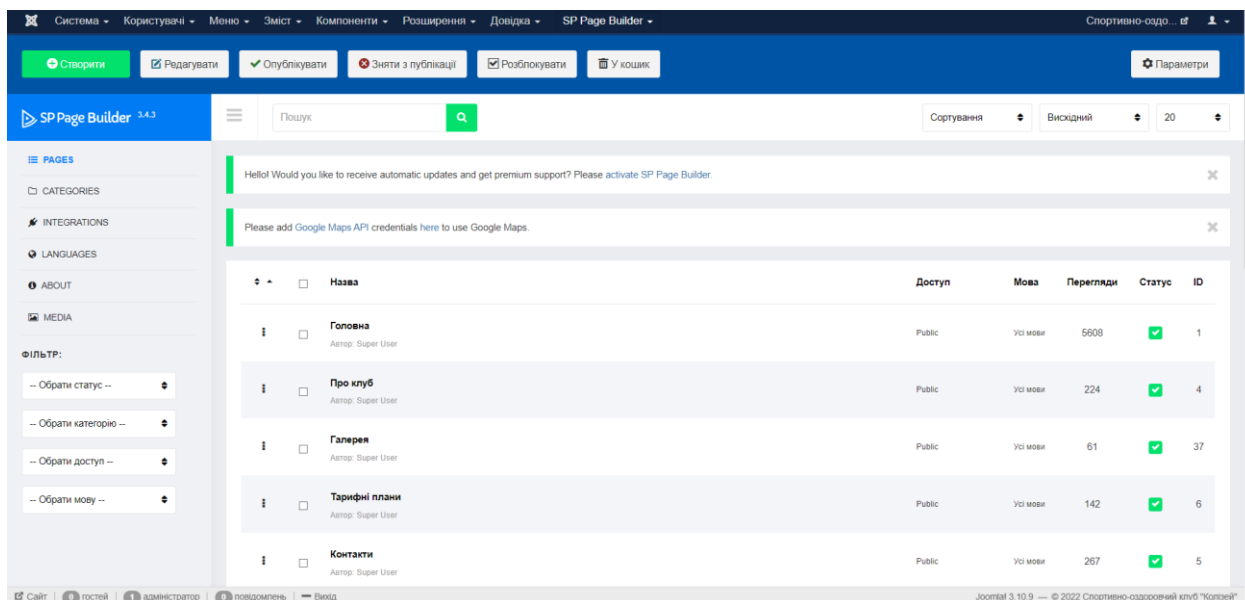 Система Користувачі Меню Зміст Компоненти Розширення Довідка SP Page Builder Спортивно-оздо...
Створити Редагувати Опублікувати Зняти з публікації Розблокувати У кошик Параметри
SP Page Builder 3.4.3 Пошук Сортування Висхідний 20
PAGES
Hello! Would you like to receive automatic updates and get premium support? Please activate SP Page Builder.
CATEGORIES
INTEGRATIONS
Please add Google Maps API credentials here to use Google Maps.
LANGUAGES
ABOUT
Назва Доступ Мова Перегляди Статус ID
MEDIA
Головна
Public Усі мови 5608 1
Автор: Super User
ФІЛЬТР:
-- Обрати статус --
Про клуб
Public Усі мови 224 4
Автор: Super User
-- Обрати категорію --
Галерея
Public Усі мови 61 37
Автор: Super User
-- Обрати доступ --
Тарифні плани
-- Обрати мову --
Public Усі мови 142 6
Автор: Super User
Контакти
Public Усі мови 267 5
Автор: Super User
Сайт | 0 гостей | 1 адміністратор | 0 повідомлень | Вихід Joomla! 3.10.9 — © 2022 Спортивно-оздоровчий клуб "Колізей"